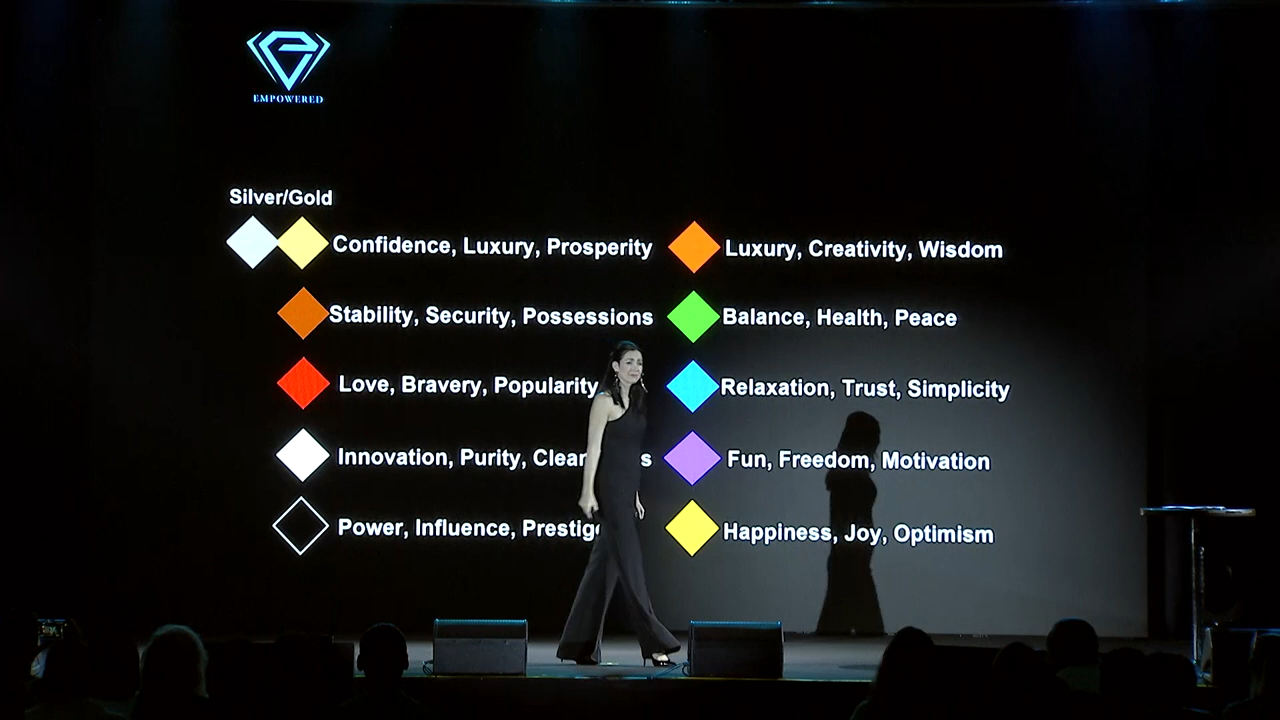 EMPOWERED
Silver/Gold
Confidence, Luxury, Prosperity
Stability, Security, Possessions
Love, Bravery, Popularity
Innovation, Purity,
Power, Influence,
Luxury, Creativity, Wisdom
Balance, Health, Peace
Relaxation, Trust, Simplicity
Fun, Freedom, Motivation
Happiness, Joy, Optimism